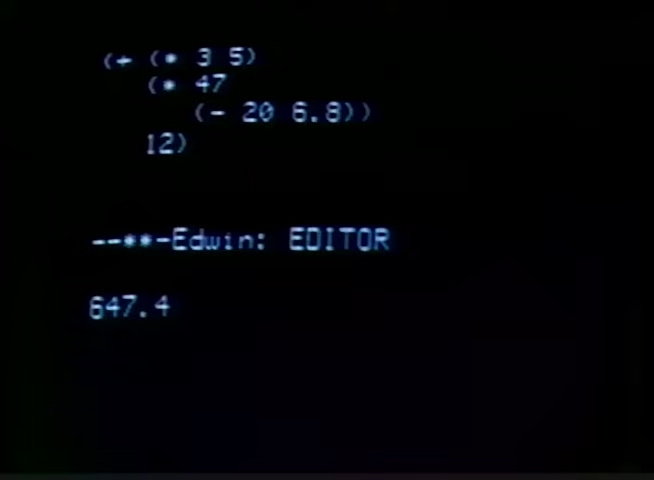 (+ (* 3 5)
(* 47
(- 20 6.8))
12)
--**-Edwin: EDITOR
647.4